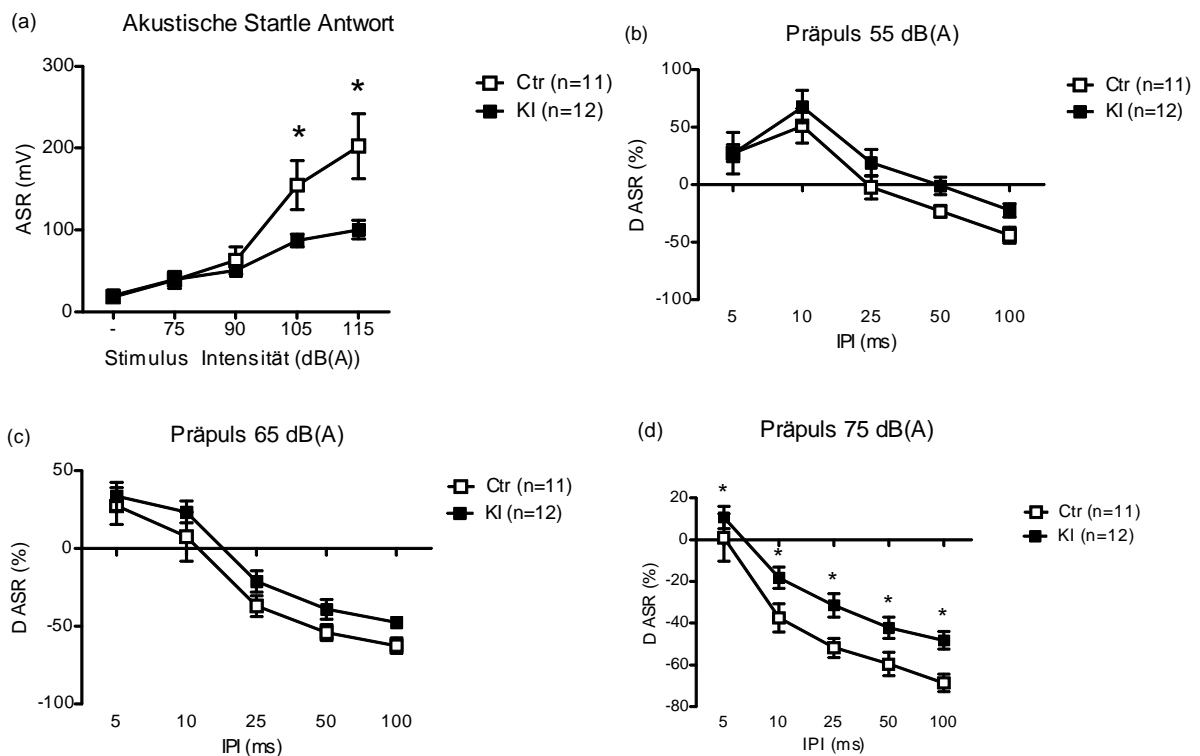 (a)
Akustische Startle Antwort
300
200
100
0
ASR (mV)
* *
- 75 90 105 115
Stimulus Intensität (dB(A))
Ctr (n=11)
KI (n=12)
(b)
Präpuls 55 dB(A)
100
50
0
-50
-100
D ASR (%)
5 10 25 50 100
IPI (ms)
Ctr (n=11)
KI (n=12)
(c)
Präpuls 65 dB(A)
50
0
-50
-100
D ASR (%)
5 10 25 50 100
IPI (ms)
Ctr (n=11)
KI (n=12)
(d)
Präpuls 75 dB(A)
20
0
-20
-40
-60
-80
D ASR (%)
* * * * *
5 10 25 50 100
IPI (ms)
Ctr (n=11)
KI (n=12)